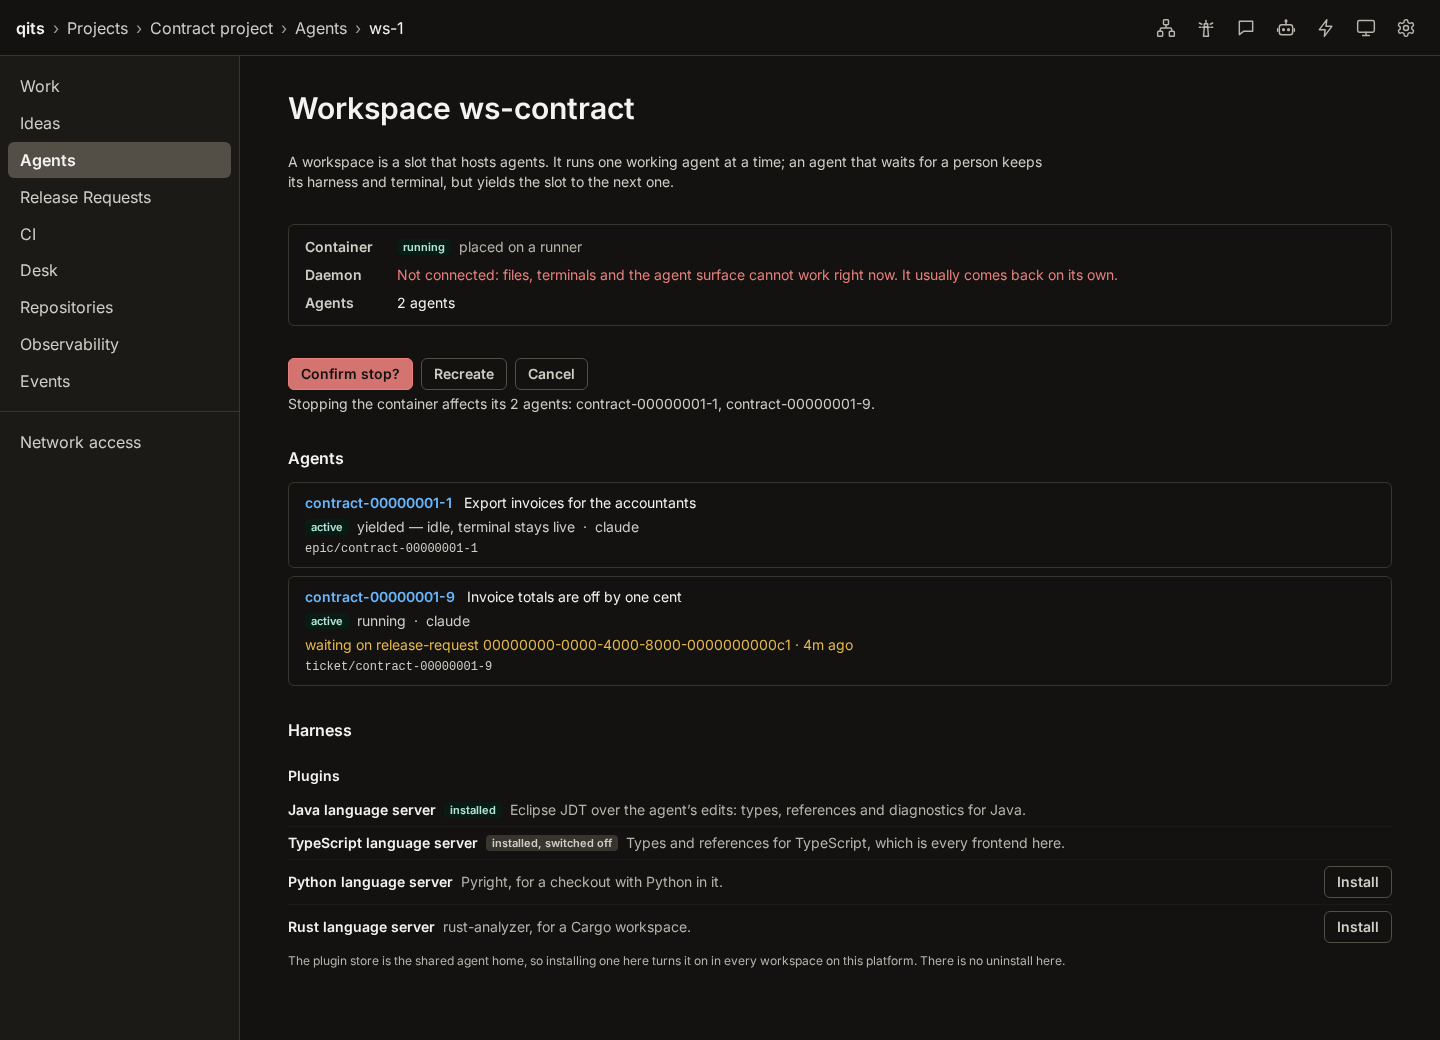 qits › Projects › Contract project › Agents › ws-1
Work
Ideas
Agents
Release Requests
CI
Desk
Repositories
Observability
Events
Network access
Workspace ws-contract
A workspace is a slot that hosts agents. It runs one working agent at a time; an agent that waits for a person keeps
its harness and terminal, but yields the slot to the next one.
Container running placed on a runner
Daemon Not connected: files, terminals and the agent surface cannot work right now. It usually comes back on its own.
Agents 2 agents
Confirm stop? Recreate Cancel
Stopping the container affects its 2 agents: contract-00000001-1, contract-00000001-9.
Agents
contract-00000001-1 Export invoices for the accountants
active yielded — idle, terminal stays live · claude
epic/contract-00000001-1
contract-00000001-9 Invoice totals are off by one cent
active running · claude
waiting on release-request 00000000-0000-4000-8000-0000000000c1 · 4m ago
ticket/contract-00000001-9
Harness
Plugins
Java language server installed Eclipse JDT over the agent’s edits: types, references and diagnostics for Java.
TypeScript language server installed, switched off Types and references for TypeScript, which is every frontend here.
Python language server Pyright, for a checkout with Python in it. Install
Rust language server rust-analyzer, for a Cargo workspace. Install
The plugin store is the shared agent home, so installing one here turns it on in every workspace on this platform. There is no uninstall here.